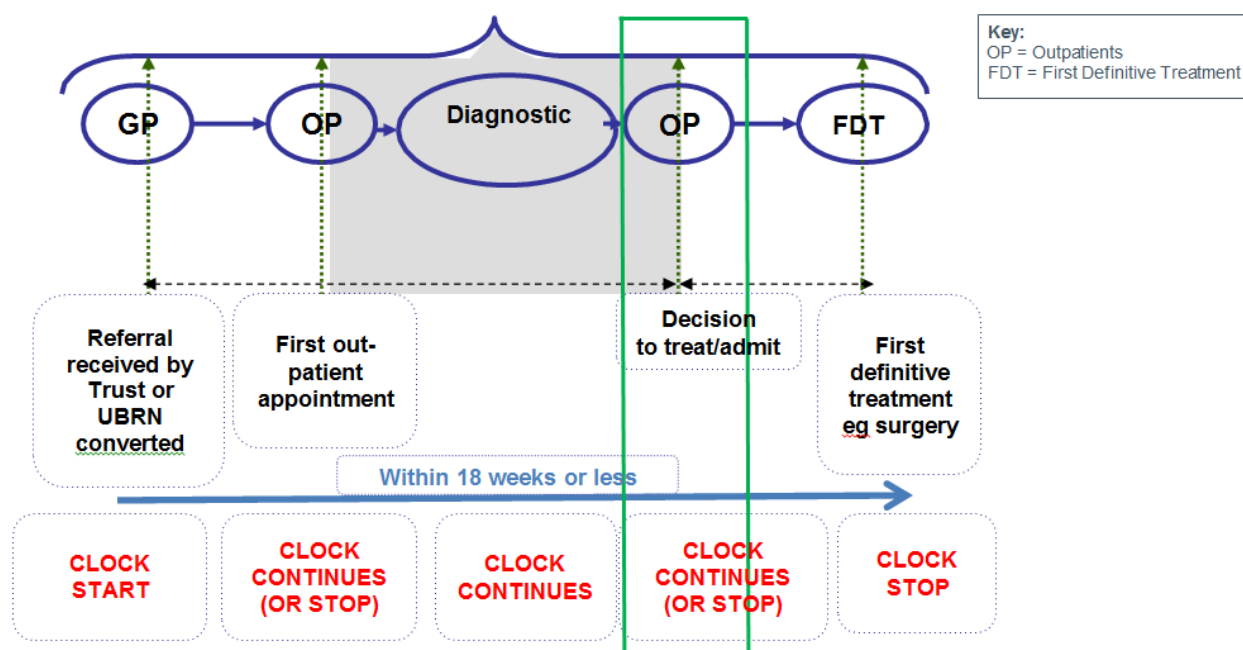 Key:
OP = Outpatients
FDT = First Definitive Treatment
GP
OP
Diagnostic
OP
FDT
Referral
received by
Trust or
UBRN
converted
First out-
patient
appointment
Decision
to treat/admit
First
definitive
treatment
eg surgery
Within 18 weeks or less
CLOCK
START
CLOCK
CONTINUES
(OR STOP)
CLOCK
CONTINUES
CLOCK
CONTINUES
(OR STOP)
CLOCK
STOP